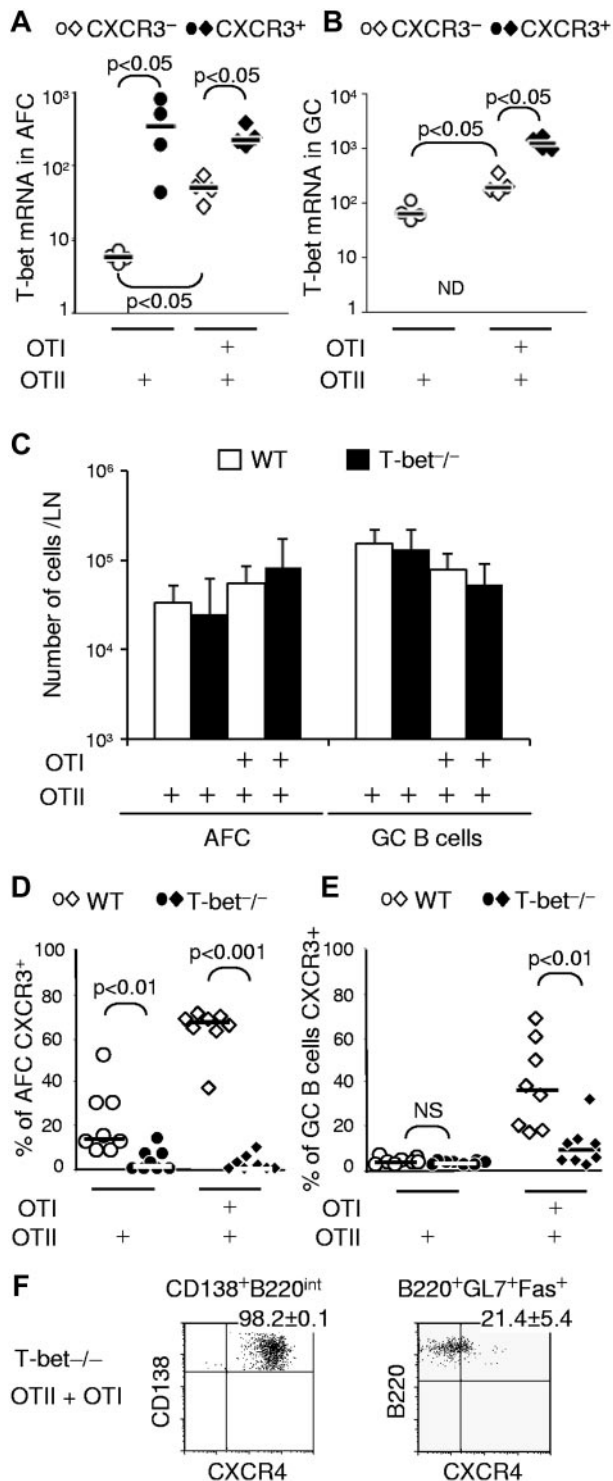 A
○◇CXCR3⁻ ●◆CXCR3⁺
p<0.05
p<0.05
T-bet mRNA in AFC
10³
10²
10
1
p<0.05
OTI +
OTII + +
B
○◇CXCR3⁻ ●◆CXCR3⁺
p<0.05
p<0.05
T-bet mRNA in GC
10⁴
10³
10²
10
1
ND
OTI +
OTII + +
C
WT T-bet⁻/⁻
Number of cells /LN
10⁶
10⁵
10⁴
10³
OTI + + + +
OTII + + + + + + + +
AFC GC B cells
D
○◇ WT ●◆T-bet⁻/⁻
% of AFC CXCR3⁺
100
80
60
40
20
0
p<0.01
p<0.001
OTI +
OTII + +
E
○◇ WT ●◆T-bet⁻/⁻
% of GC B cells CXCR3+
100
80
60
40
20
0
NS
p<0.01
OTI +
OTII + +
F
T-bet–/–
OTII + OTI
CD138⁺B220ⁱⁿᵗ
98.2±0.1
CD138
CXCR4
B220⁺GL7⁺Fas⁺
21.4±5.4
B220
CXCR4